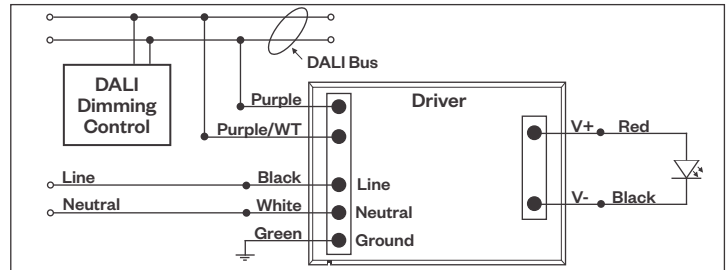 DALI Bus
DALI
Dimming
Control
Driver
Purple
Purple/WT
V+ Red
Line Black Line
Neutral White Neutral
V- Black
Green Ground